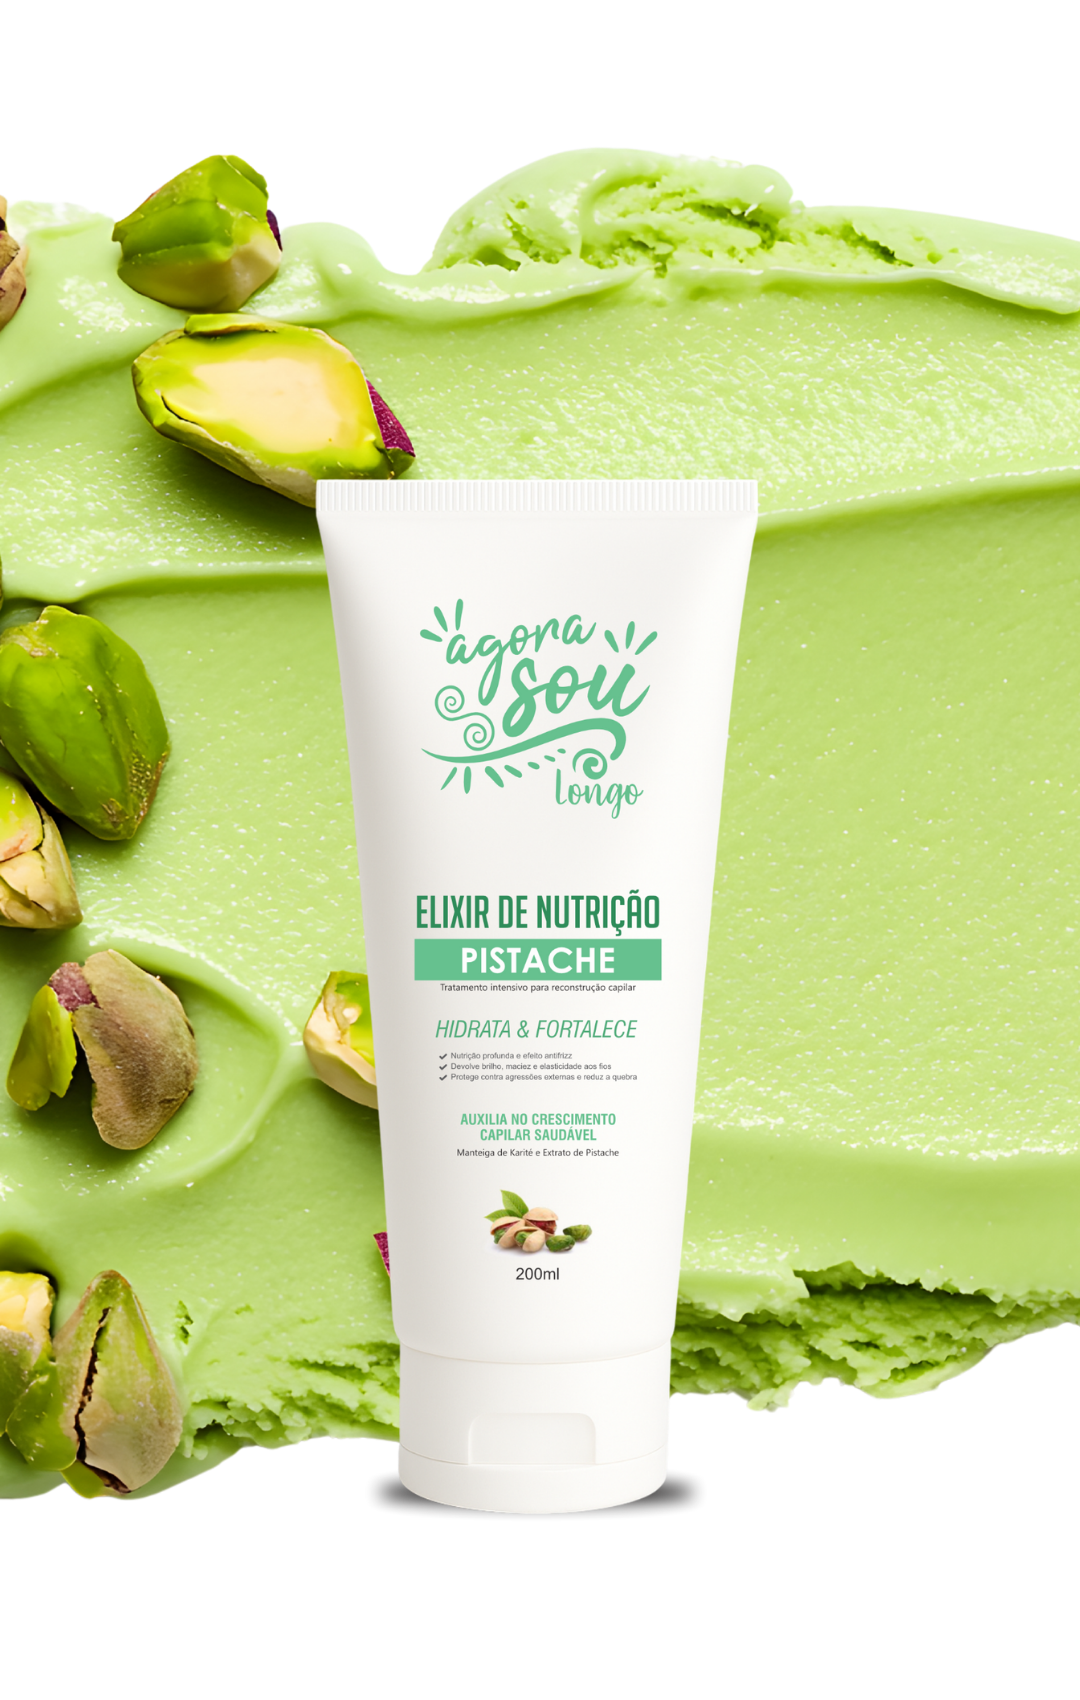 agora
sou
Longo
ELIXIR DE NUTRIÇÃO
PISTACHE
Tratamento intensivo para reconstrução capilar
HIDRATA & FORTALECE
Nutrição profunda e efeito antifrizz
Devolve brilho, maciez e elasticidade aos fios
Protege contra agressões externas e reduz a quebra
AUXILIA NO CRESCIMENTO
CAPILAR SAUDÁVEL
Manteiga de Karité e Extrato de Pistache
200ml